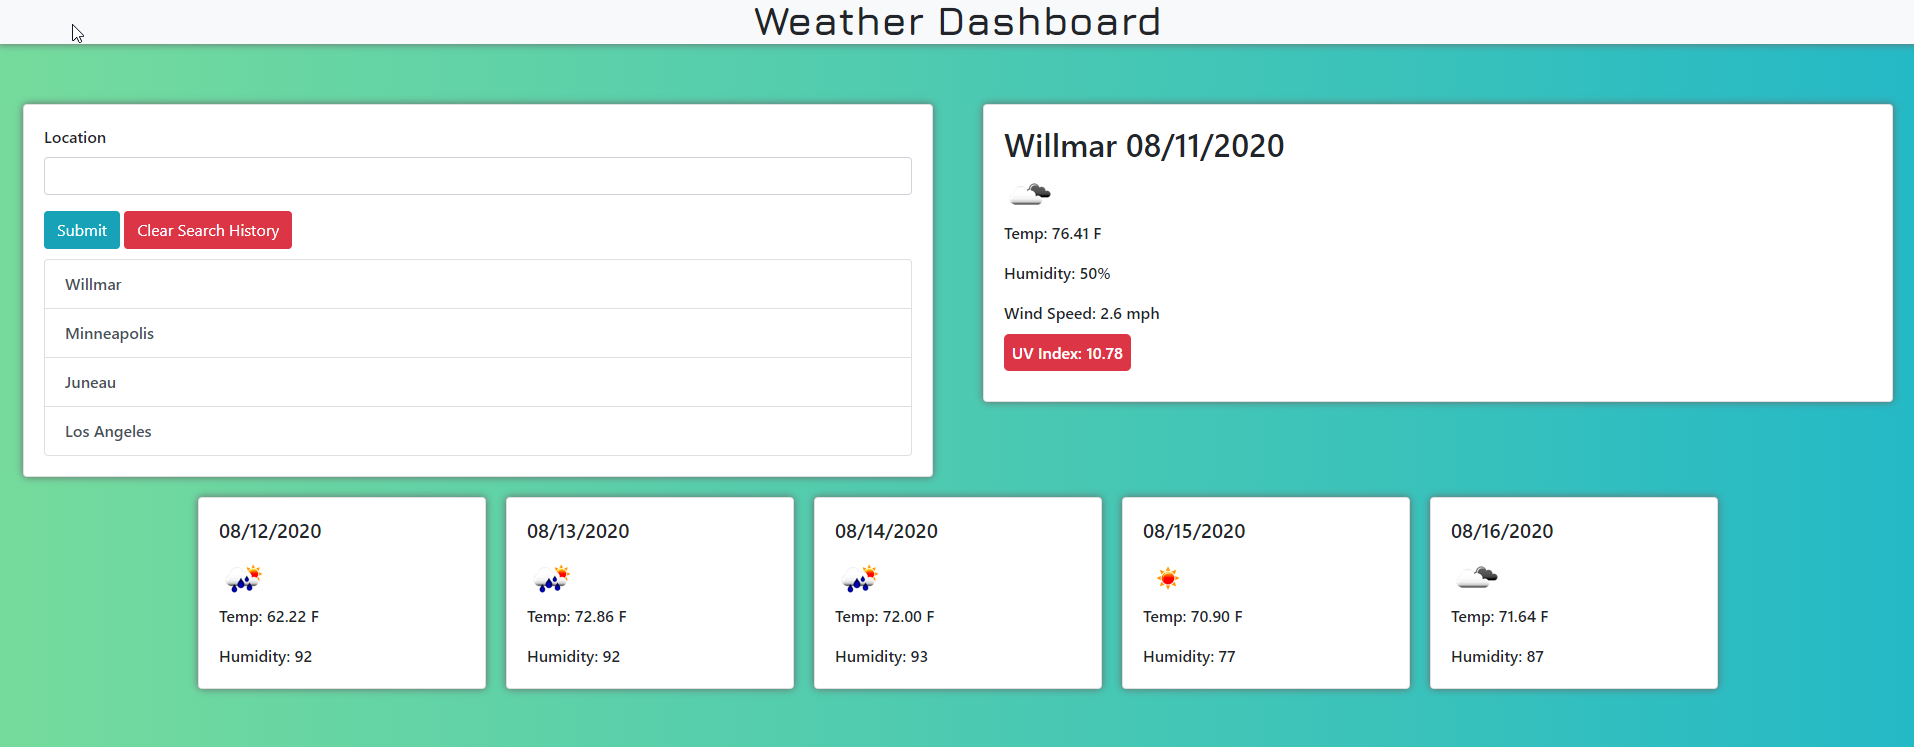 Weather Dashboard
Location
Submit
Clear Search History
Willmar
Minneapolis
Juneau
Los Angeles
Willmar 08/11/2020
Temp: 76.41 F
Humidity: 50%
Wind Speed: 2.6 mph
UV Index: 10.78
08/12/2020
Temp: 62.22 F
Humidity: 92
08/13/2020
Temp: 72.86 F
Humidity: 92
08/14/2020
Temp: 72.00 F
Humidity: 93
08/15/2020
Temp: 70.90 F
Humidity: 77
08/16/2020
Temp: 71.64 F
Humidity: 87